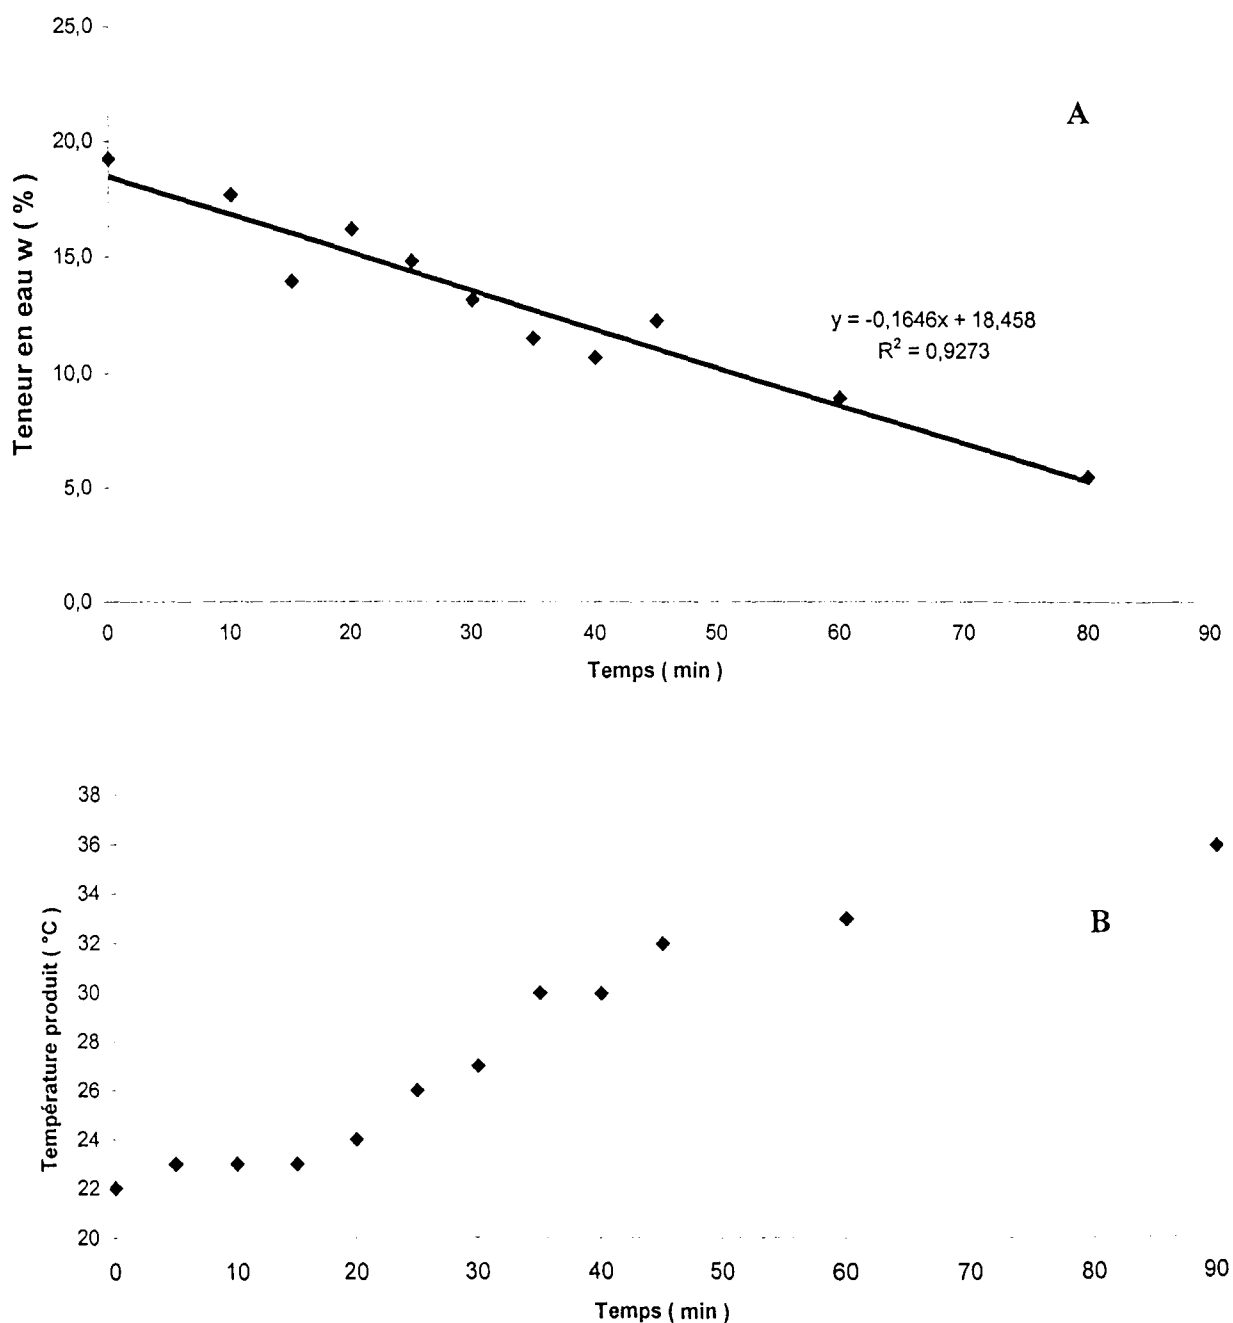 25,0
A
20,0
Teneur en eau w ( % )
15,0
y = -0,1646x + 18,458
R² = 0,9273
10,0
5,0
0,0
0 10 20 30 40 50 60 70 80 90
Temps ( min )
38
36
34
B
32
Température produit ( °C )
30
28
26
24
22
20
0 10 20 30 40 50 60 70 80 90
Temps ( min )